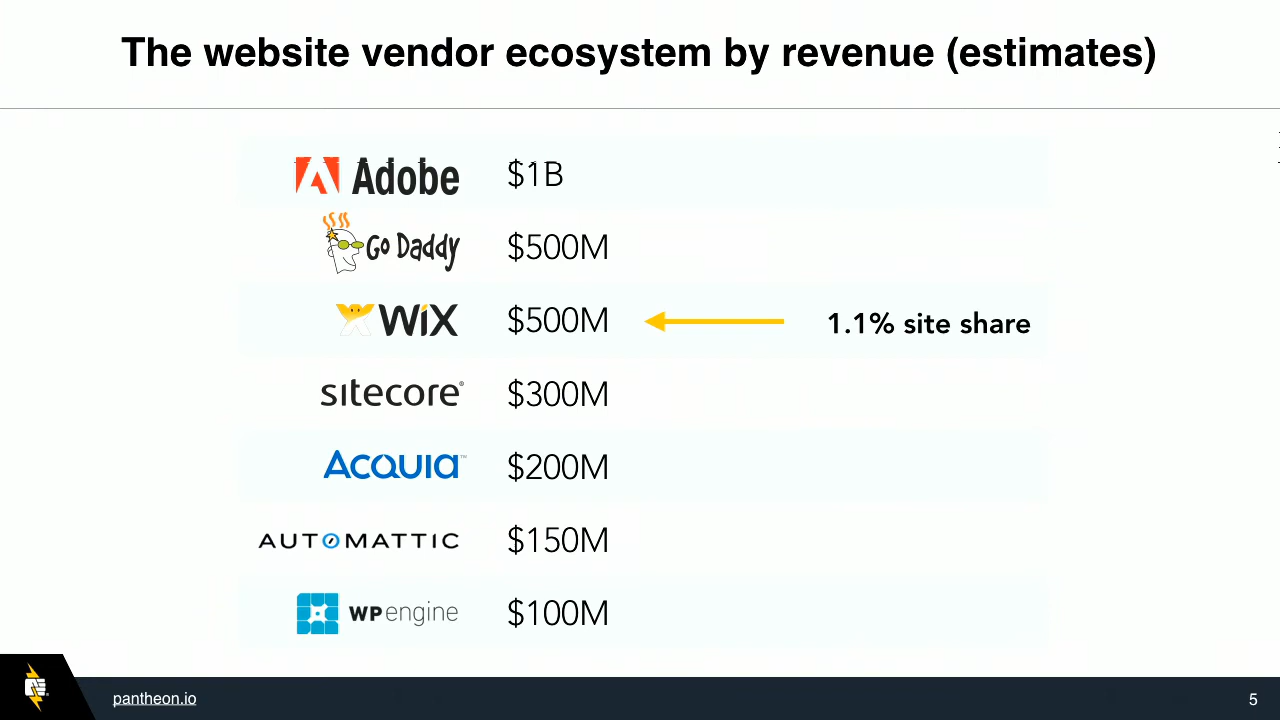 The website vendor ecosystem by revenue (estimates)
Adobe $1B
Go Daddy $500M
WiX $500M 1.1% site share
sitecore® $300M
ACQUIA™ $200M
AUTOMATTIC $150M
WP engine $100M
pantheon.io 5